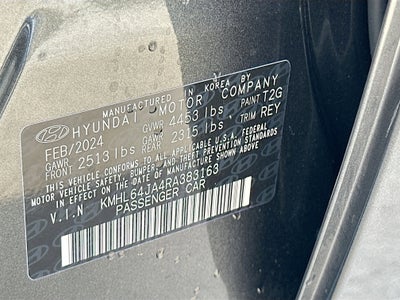 MANUFACTURED IN KOREA BY
HYUNDAI MOTOR COMPANY
FEB/2024 GVWR 4453 lbs PAINT T2G
GAWR FRONT 2513 lbs GAWR REAR 2315 lbs TRIM REY
THIS VEHICLE CONFORMS TO ALL APPLICABLE U.S.A. FEDERAL
MOTOR VEHICLE SAFETY, BUMPER AND THEFT PREVENTION STANDARDS
IN EFFECT ON THE DATE OF MANUFACTURE SHOWN ABOVE.
V.I.N KMHL64JA4RA383163
PASSENGER CAR